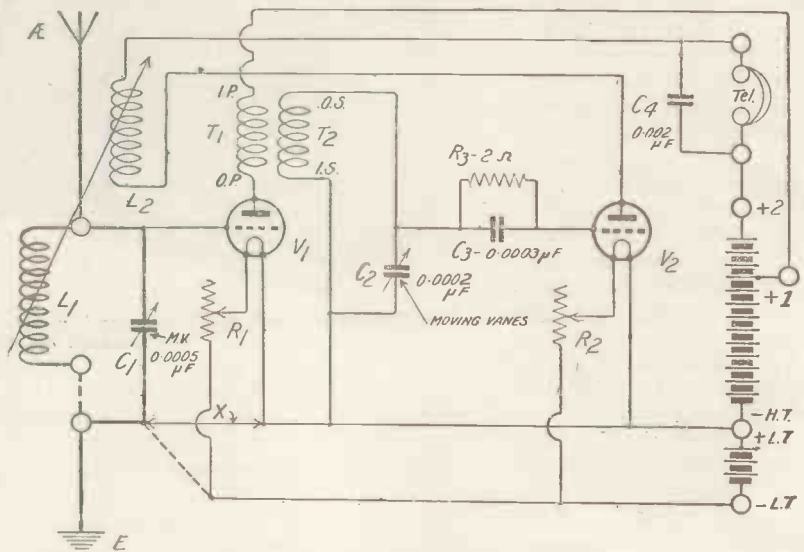 Æ
L2
L1
C1
M.V.
0.0005
µF
I.P.
T1
O.P.
V1
R1
X
O.S.
T2
I.S.
C2
0.0002
µF
MOVING VANES
R3-2 Ω
C3-0.0003µF
V2
R2
C4
0.002
µF
Tel.
+2
+1
-H.T.
+L.T
-L.T.
E